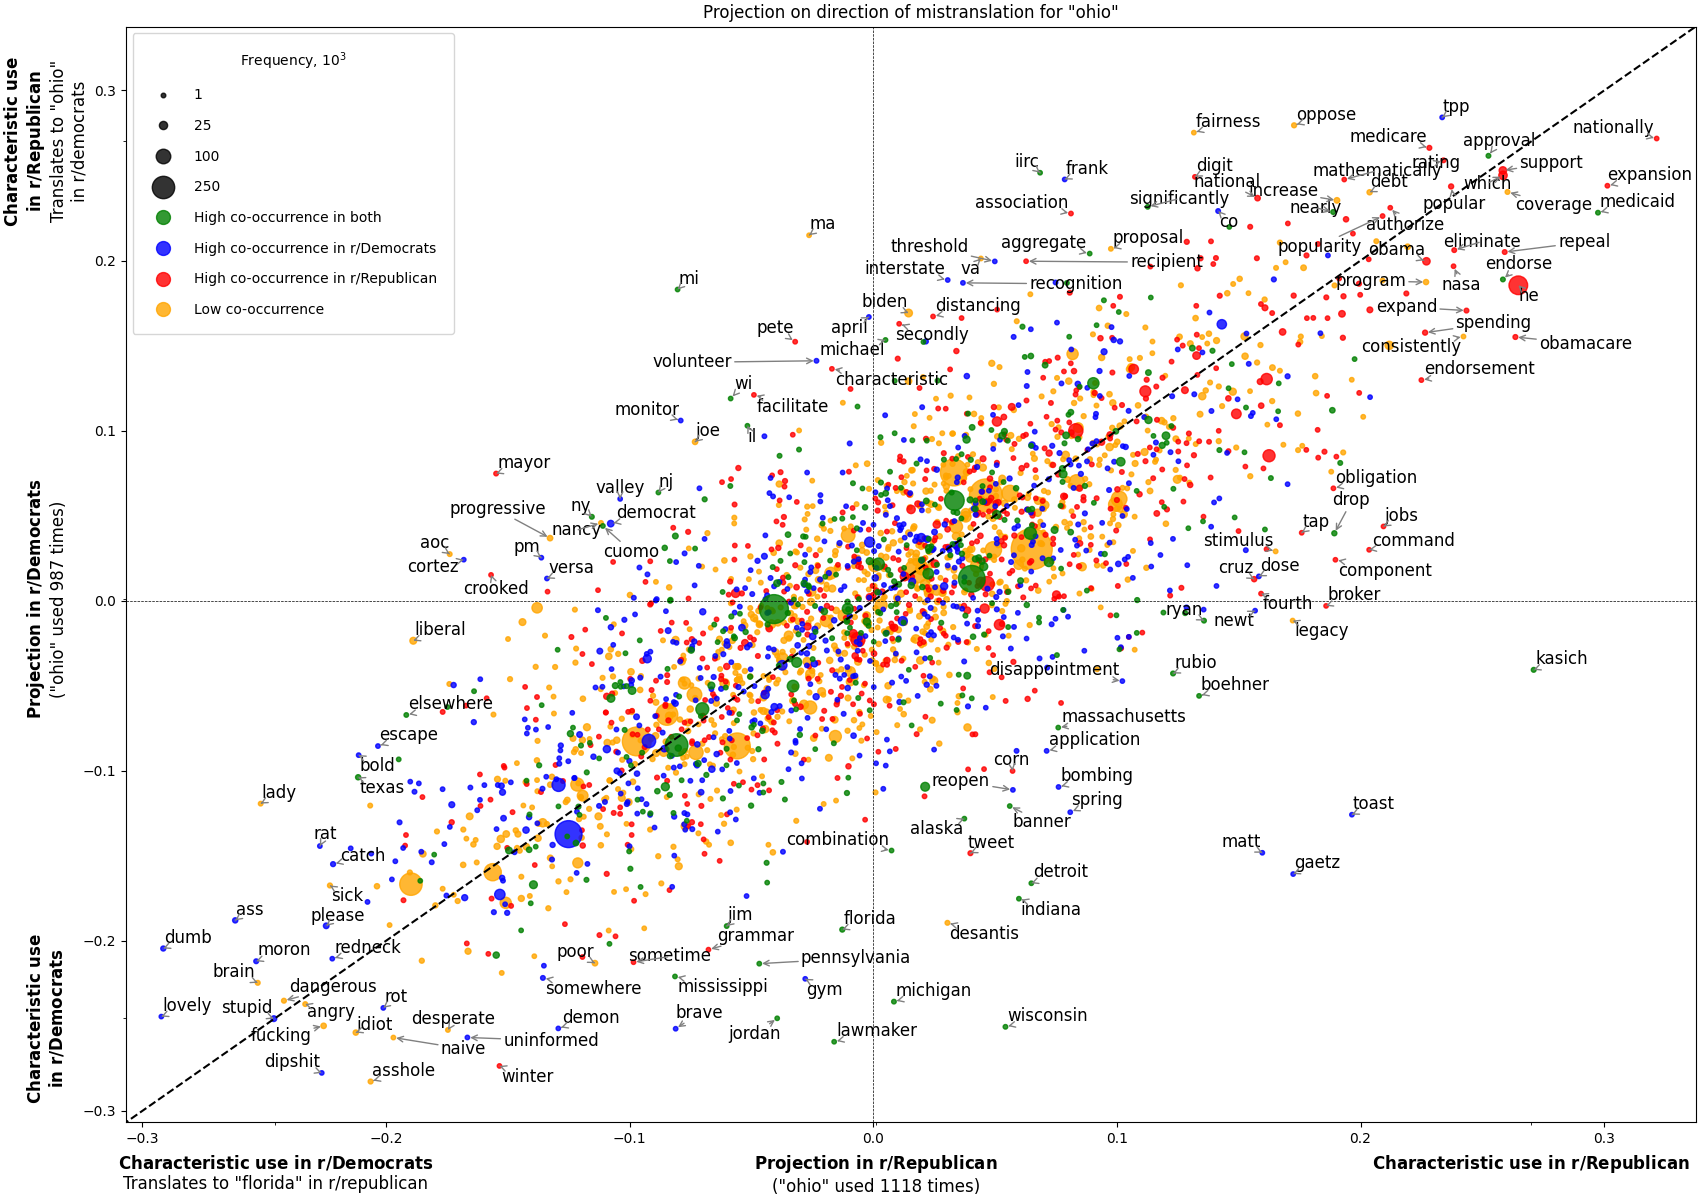 Projection on direction of mistranslation for "ohio"
Characteristic use
in r/Republican
Translates to "ohio"
in r/democrats
Projection in r/Democrats
("ohio" used 987 times)
Characteristic use
in r/Democrats
0.3
0.2
0.1
0.0
−0.1
−0.2
−0.3
Frequency, 10³
1
25
100
250
High co-occurrence in both
High co-occurrence in r/Democrats
High co-occurrence in r/Republican
Low co-occurrence
tpp
oppose
fairness
nationally
medicare
approval
iirc
frank
digit
mathematically
rating
support
national
increase
debt
which
expansion
association
significantly
nearly
popular
coverage
medicaid
ma
co
authorize
threshold
aggregate
proposal
popularity
obama
eliminate
repeal
interstate
va
recipient
endorse
mi
recognition
program
nasa
he
biden
distancing
expand
pete
april
secondly
spending
volunteer
michael
consistently
obamacare
characteristic
endorsement
wi
facilitate
monitor
joe
il
mayor
obligation
valley
nj
drop
progressive
ny
democrat
jobs
nancy
tap
aoc
pm
cuomo
stimulus
command
cortez
versa
cruz
dose
component
crooked
broker
fourth
ryan
newt
liberal
legacy
kasich
disappointment
rubio
boehner
elsewhere
massachusetts
escape
application
bold
corn
texas
reopen
bombing
lady
spring
toast
banner
rat
alaska
combination
tweet
matt
catch
gaetz
detroit
sick
ass
please
jim
florida
indiana
dumb
moron
redneck
grammar
desantis
poor
sometime
pennsylvania
brain
dangerous
somewhere
mississippi
gym
michigan
lovely
stupid
angry
rot
fucking
idiot
desperate
demon
brave
wisconsin
jordan
lawmaker
naive
uninformed
dipshit
asshole
winter
−0.3
−0.2
−0.1
0.0
0.1
0.2
0.3
Characteristic use in r/Democrats
Translates to "florida" in r/republican
Projection in r/Republican
("ohio" used 1118 times)
Characteristic use in r/Republican